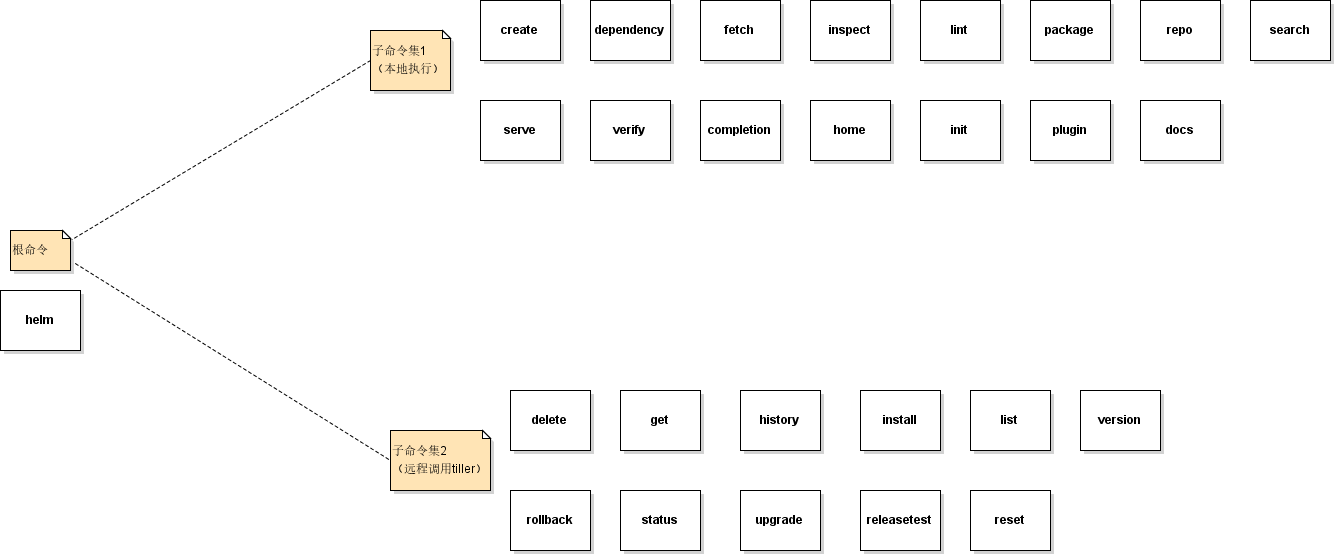 子命令集1
（本地执行）
create
dependency
fetch
inspect
lint
package
repo
search
serve
verify
completion
home
init
plugin
docs
根命令
helm
子命令集2
（远程调用tiller）
delete
get
history
install
list
version
rollback
status
upgrade
releasetest
reset